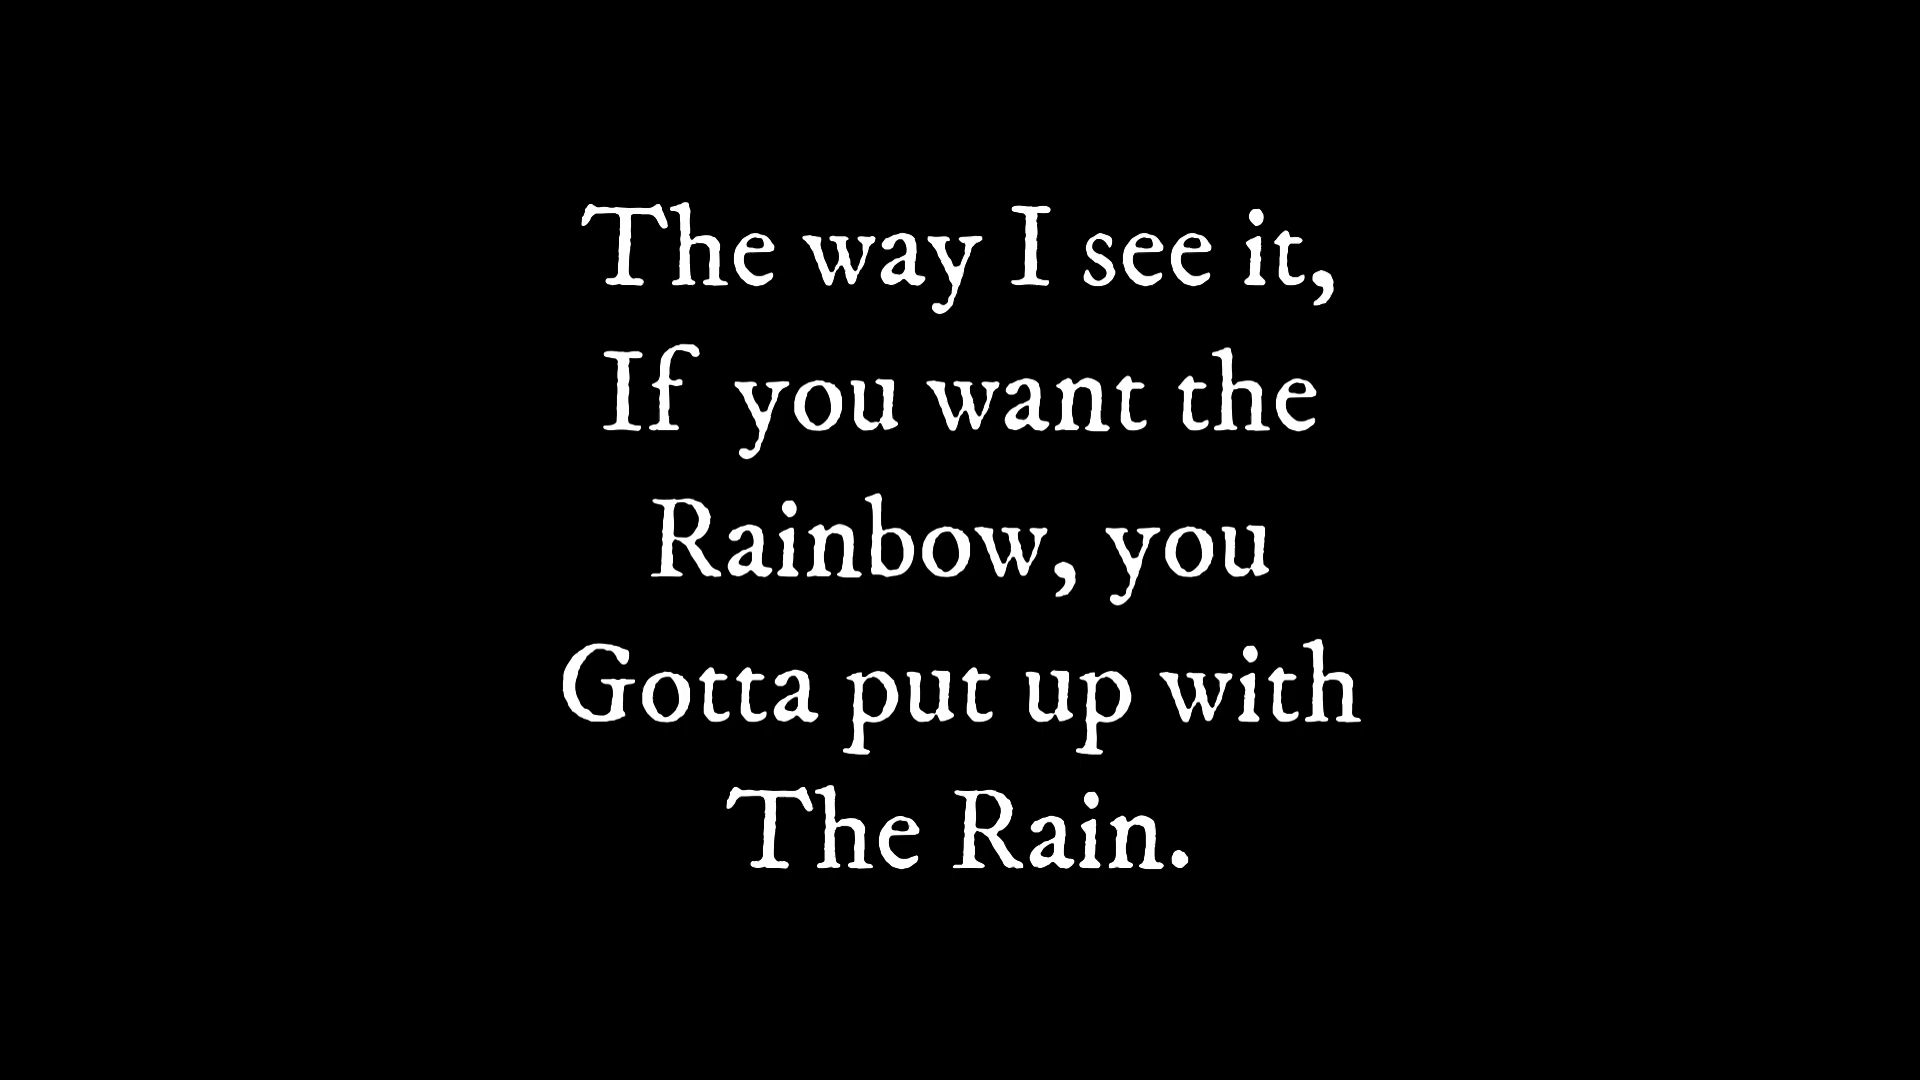 The way I see it,
If you want the
Rainbow, you
Gotta put up with
The Rain.